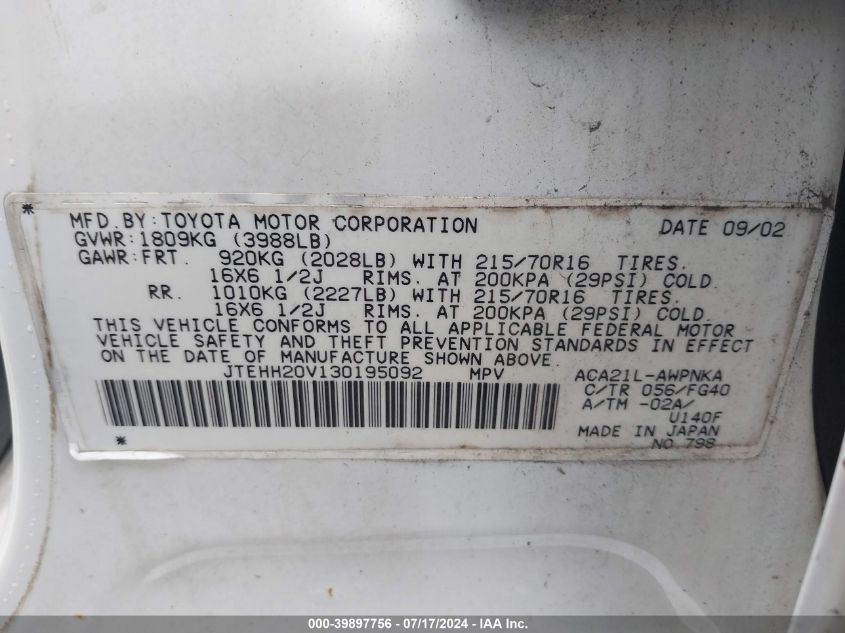 * MFD.BY:TOYOTA MOTOR CORPORATION DATE 09/02
GVWR:1809KG (3988LB)
GAWR:FRT. 920KG (2028LB) WITH 215/70R16 TIRES.
16X6 1/2J RIMS. AT 200KPA (29PSI) COLD.
RR. 1010KG (2227LB) WITH 215/70R16 TIRES.
16X6 1/2J RIMS. AT 200KPA (29PSI) COLD.
THIS VEHICLE CONFORMS TO ALL APPLICABLE FEDERAL MOTOR
VEHICLE SAFETY AND THEFT PREVENTION STANDARDS IN EFFECT
ON THE DATE OF MANUFACTURE SHOWN ABOVE.
JTEHH20V130195092 MPV ACA21L-AWPNKA
C/TR 056/FG40
A/TM -02A/
U140F
* MADE IN JAPAN
NO.798
000-39897756 - 07/17/2024 - IAAI Inc.